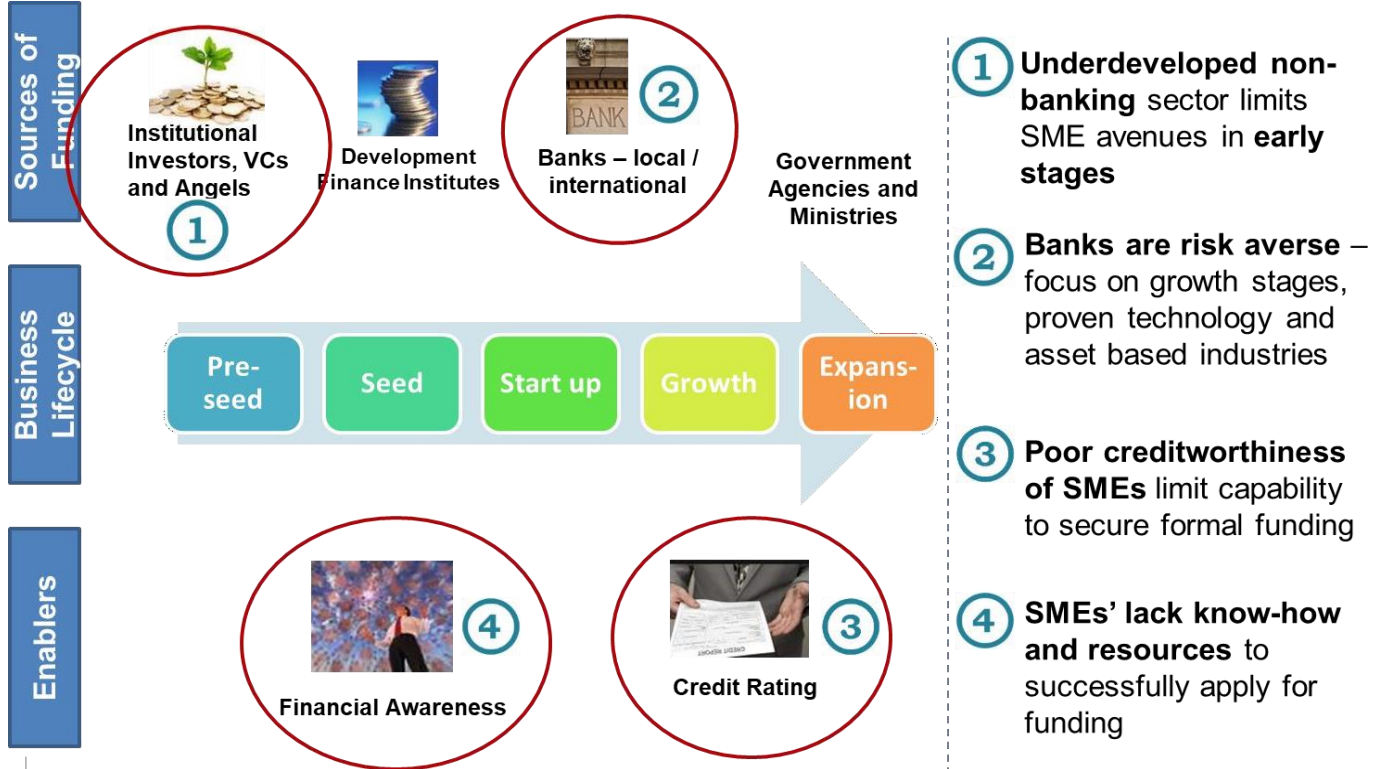 Sources of
Funding
Institutional
Investors, VCs
and Angels
1
Development
Finance Institutes
BANK
2
Banks – local /
international
Government
Agencies and
Ministries
Business
Lifecycle
Pre-
seed
Seed
Start up
Growth
Expans-
ion
Enablers
4
Financial Awareness
CREDIT REPORT
3
Credit Rating
1
Underdeveloped non-
banking sector limits
SME avenues in early
stages
2
Banks are risk averse –
focus on growth stages,
proven technology and
asset based industries
3
Poor creditworthiness
of SMEs limit capability
to secure formal funding
4
SMEs’ lack know-how
and resources to
successfully apply for
funding